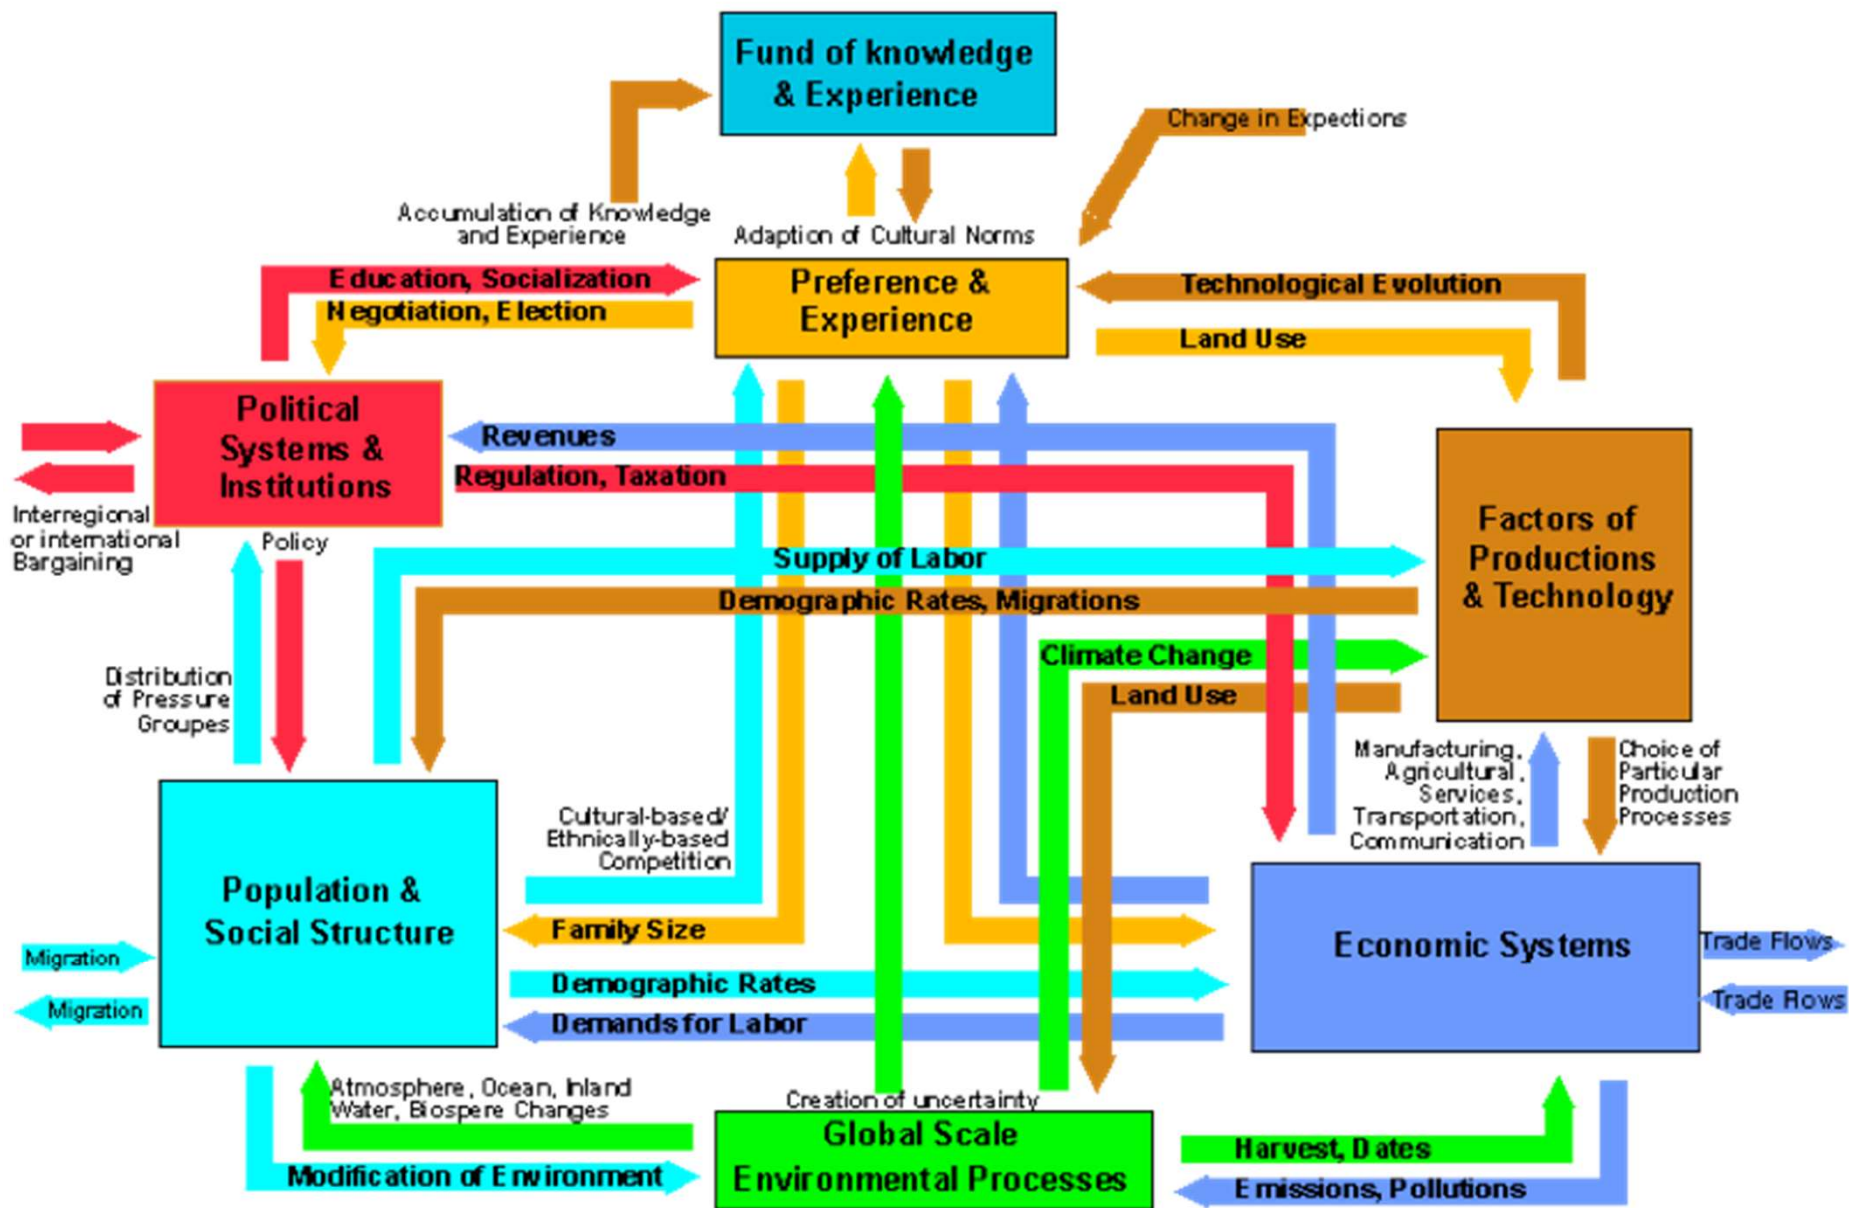 Fund of knowledge
& Experience
Change in Expections
Accumulation of Knowledge
and Experience
Adaption of Cultural Norms
Education, Socialization
Negotiation, Election
Preference &
Experience
Technological Evolution
Land Use
Political
Systems &
Institutions
Revenues
Regulation, Taxation
Interregional
or international
Bargaining
Policy
Factors of
Productions
& Technology
Supply of Labor
Demographic Rates, Migrations
Climate Change
Land Use
Distribution
of Pressure
Groupes
Manufacturing,
Agricultural,
Services,
Transportation,
Communication
Choice of
Particular
Production
Processes
Cultural-based/
Ethnically-based
Competition
Population &
Social Structure
Family Size
Economic Systems
Trade Flows
Trade Flows
Migration
Migration
Demographic Rates
Demands for Labor
Atmosphere, Ocean, Inland
Water, Biospere Changes
Creation of uncertainty
Modification of Environment
Global Scale
Environmental Processes
Harvest, Dates
Emissions, Pollutions